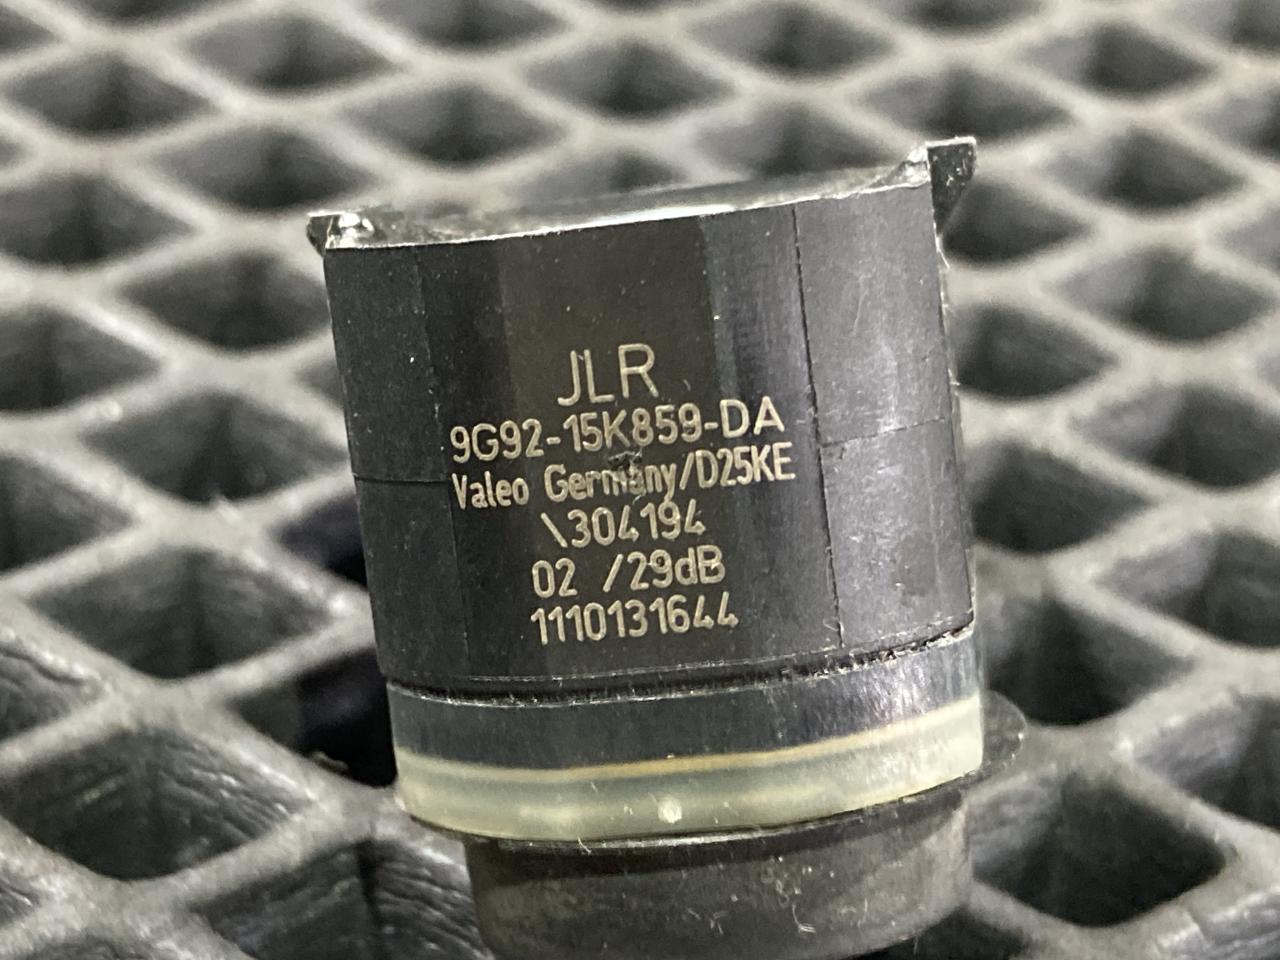 JLR
9G92-15K859-DA
Valeo Germany/D25KE
\304194
02 /29dB
1110131644